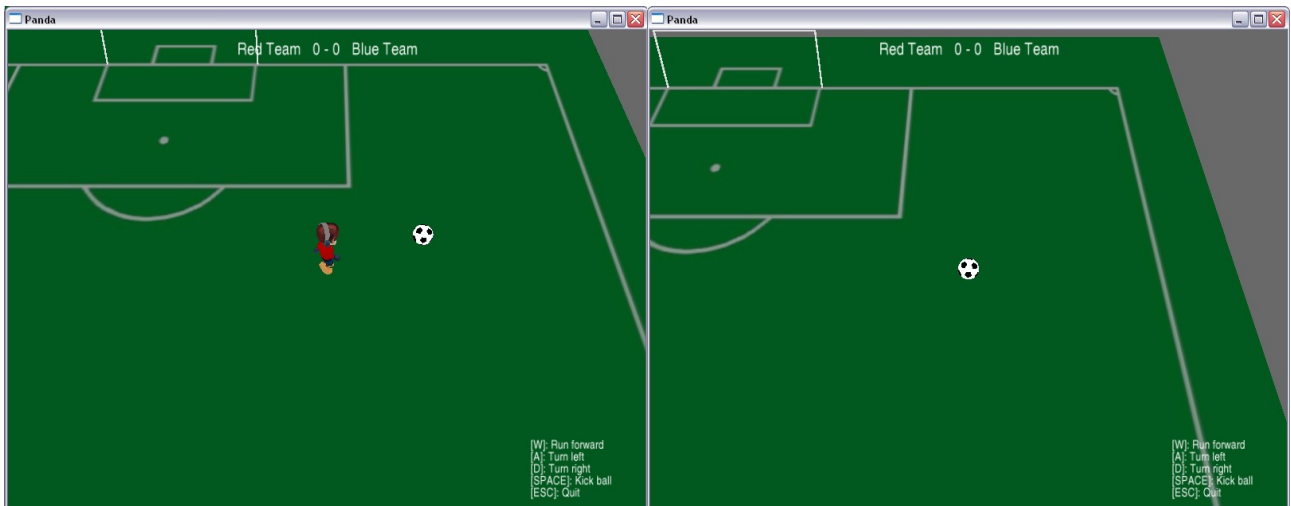 Panda
Red Team 0 - 0 Blue Team
[W]: Run forward
[A]: Turn left
[D]: Turn right
[SPACE]: Kick ball
[ESC]: Quit
Panda
Red Team 0 - 0 Blue Team
[W]: Run forward
[A]: Turn left
[D]: Turn right
[SPACE]: Kick ball
[ESC]: Quit